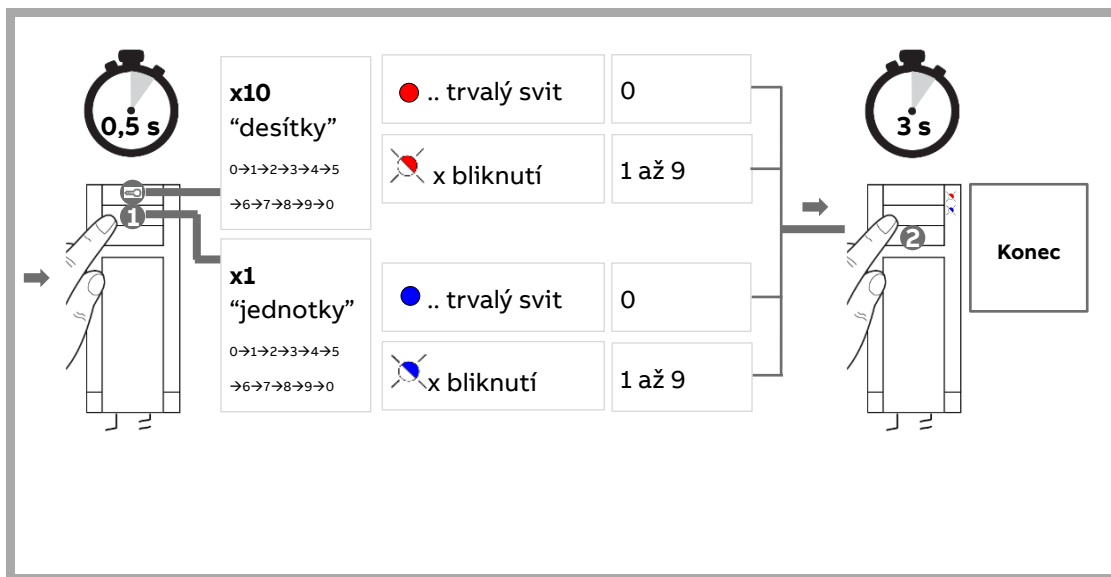 0,5 s
x10
“desítky”
0→1→2→3→4→5
→6→7→8→9→0
.. trvalý svit
0
x bliknutí
1 až 9
1
x1
“jednotky”
0→1→2→3→4→5
→6→7→8→9→0
.. trvalý svit
0
x bliknutí
1 až 9
3 s
2
Konec